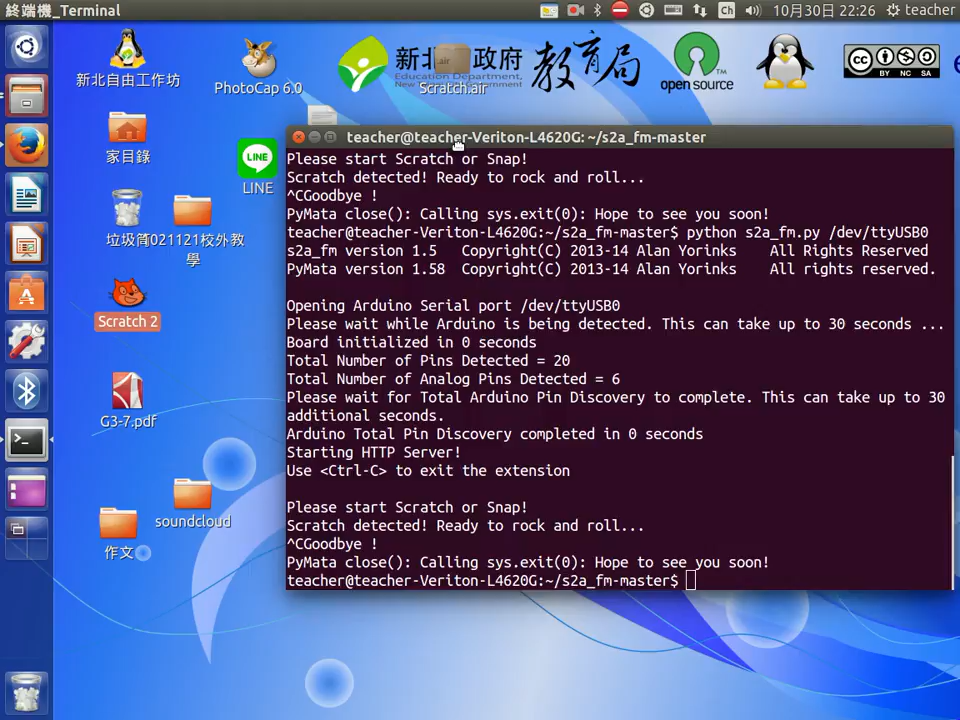 終端機_Terminal
Ch
10月30日 22:26
teacher
新北自由工作坊
PhotoCap 6.0
新北 政府
Education Department,
Scratch.air
教育局
open source
CC BY NC SA
家目錄
LINE
垃圾筒
1021121校外教
學
Scratch 2
G3-7.pdf
soundcloud
作文
teacher@teacher-Veriton-L4620G: ~/s2a_fm-master
Please start Scratch or Snap!
Scratch detected! Ready to rock and roll...
^CGoodbye !
PyMata close(): Calling sys.exit(0): Hope to see you soon!
teacher@teacher-Veriton-L4620G:~/s2a_fm-master$ python s2a_fm.py /dev/ttyUSB0
s2a_fm version 1.5  Copyright(C) 2013-14 Alan Yorinks    All Rights Reserved
PyMata version 1.58  Copyright(C) 2013-14 Alan Yorinks    All rights reserved.
Opening Arduino Serial port /dev/ttyUSB0
Please wait while Arduino is being detected. This can take up to 30 seconds ...
Board initialized in 0 seconds
Total Number of Pins Detected = 20
Total Number of Analog Pins Detected = 6
Please wait for Total Arduino Pin Discovery to complete. This can take up to 30
additional seconds.
Arduino Total Pin Discovery completed in 0 seconds
Starting HTTP Server!
Use <Ctrl-C> to exit the extension
Please start Scratch or Snap!
Scratch detected! Ready to rock and roll...
^CGoodbye !
PyMata close(): Calling sys.exit(0): Hope to see you soon!
teacher@teacher-Veriton-L4620G:~/s2a_fm-master$